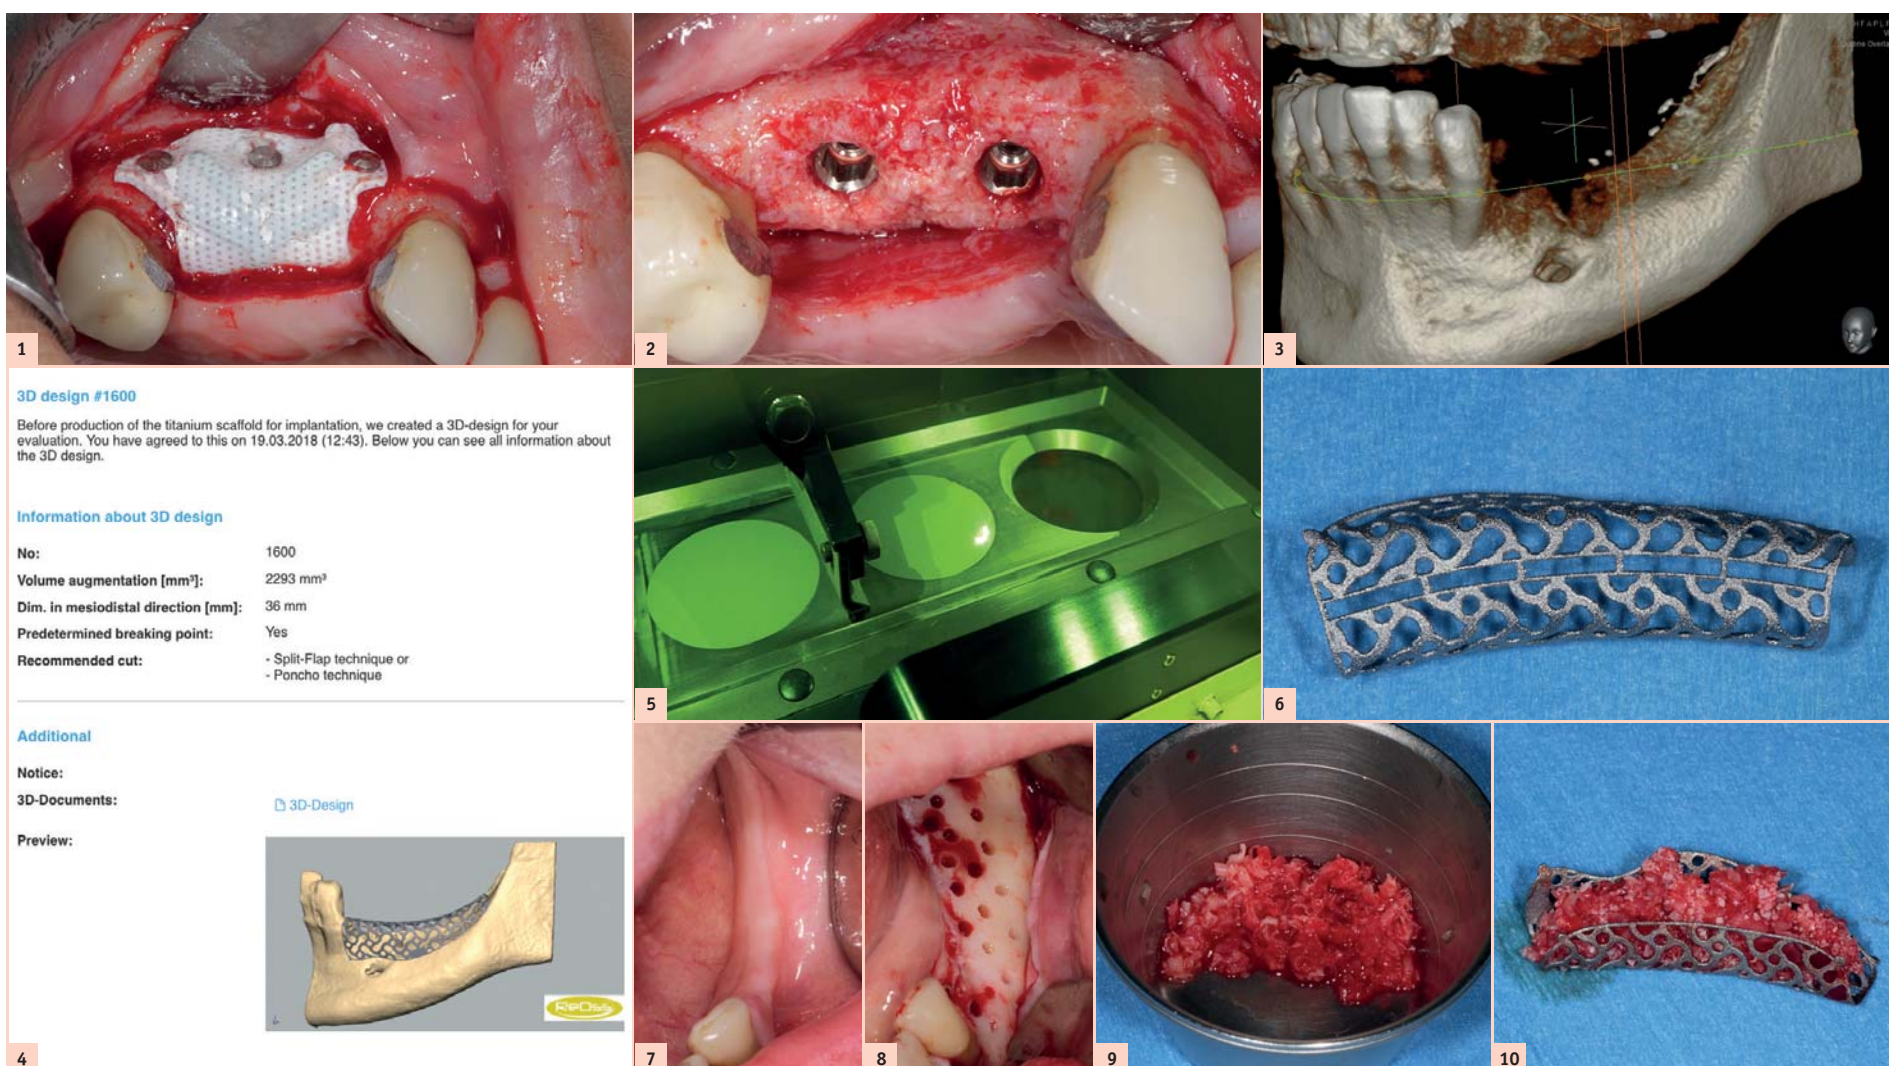 1
2
3
3D design #1600
Before production of the titanium scaffold for implantation, we created a 3D-design for your
evaluation. You have agreed to this on 19.03.2018 (12:43). Below you can see all information about
the 3D design.
Information about 3D design
No: 1600
Volume augmentation [mm³]: 2293 mm³
Dim. in mesiodistal direction [mm]: 36 mm
Predetermined breaking point: Yes
Recommended cut: - Split-Flap technique or
- Poncho technique
Additional
Notice:
3D-Documents: 3D-Design
Preview:
ReOss
4
5
6
7
8
9
10